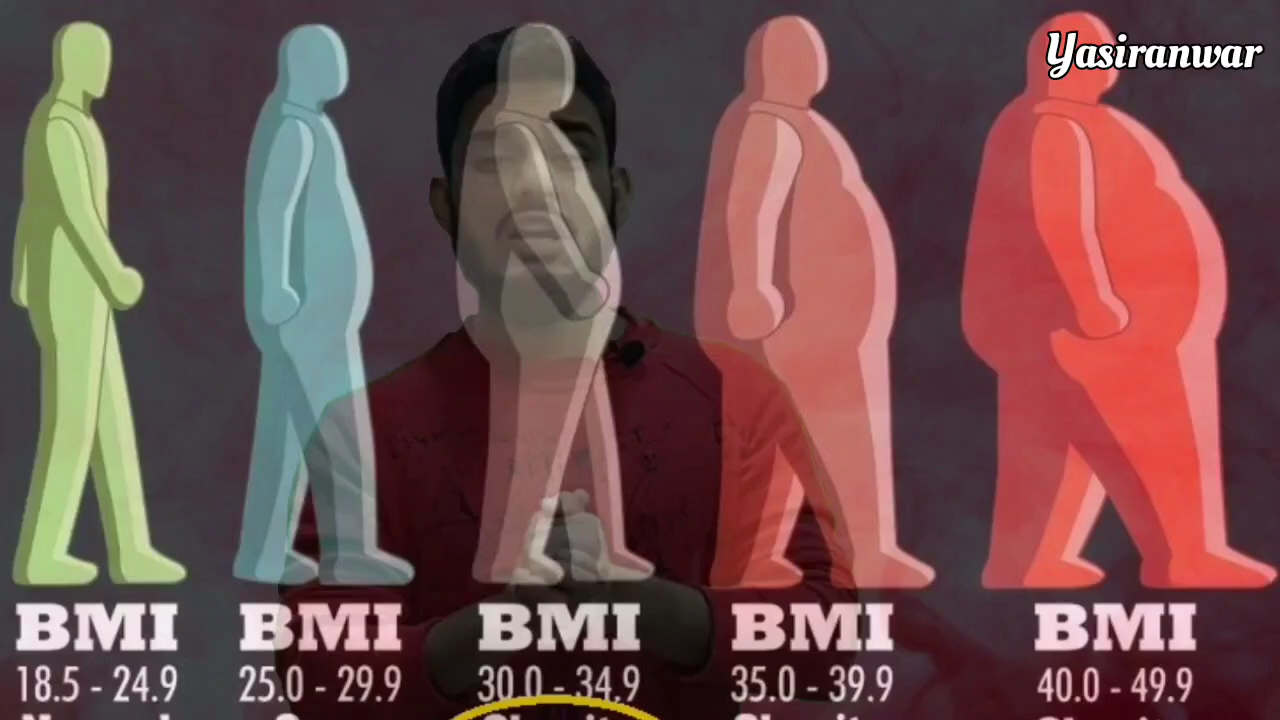 Yasiranwar
BMI BMI BMI BMI BMI
18.5 - 24.9 25.0 - 29.9 30.0 - 34.9 35.0 - 39.9 40.0 - 49.9